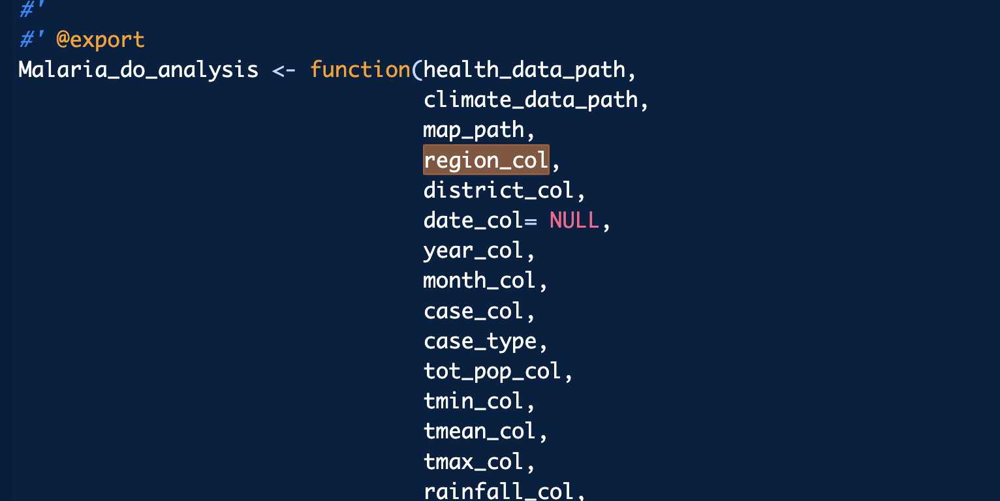 #'
#' @export
Malaria_do_analysis <- function(health_data_path,
climate_data_path,
map_path,
region_col,
district_col,
date_col= NULL,
year_col,
month_col,
case_col,
case_type,
tot_pop_col,
tmin_col,
tmean_col,
tmax_col,
rainfall_col,